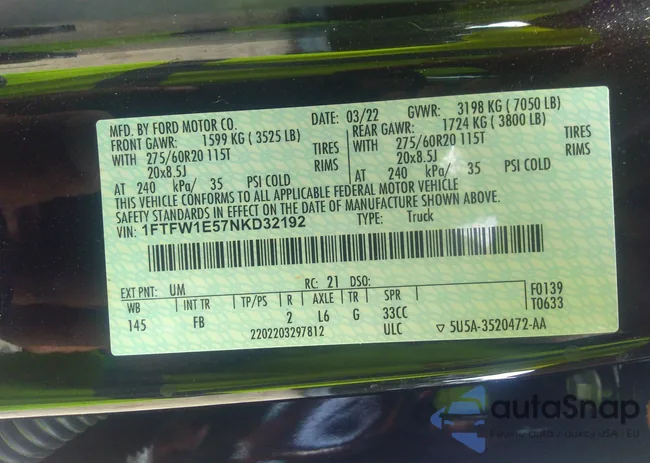 MFD. BY FORD MOTOR CO. DATE: 03/22 GVWR: 3198 KG ( 7050 LB)
FRONT GAWR: 1599 KG ( 3525 LB) REAR GAWR: 1724 KG ( 3800 LB)
WITH 275/60R20 115T TIRES WITH 275/60R20 115T TIRES
20x8.5J RIMS 20x8.5J RIMS
AT 240 kPa/ 35 PSI COLD AT 240 kPa/ 35 PSI COLD
THIS VEHICLE CONFORMS TO ALL APPLICABLE FEDERAL MOTOR VEHICLE
SAFETY STANDARDS IN EFFECT ON THE DATE OF MANUFACTURE SHOWN ABOVE.
VIN: 1FTFW1E57NKD32192 TYPE: Truck
EXT PNT: UM RC: 21 DSO: F0139
WB INT TR TP/PS R AXLE TR SPR T0633
145 FB 2 L6 G 33CC
2202203297812 ULC ▽ 5U5A-3520472-AA
autaSnap